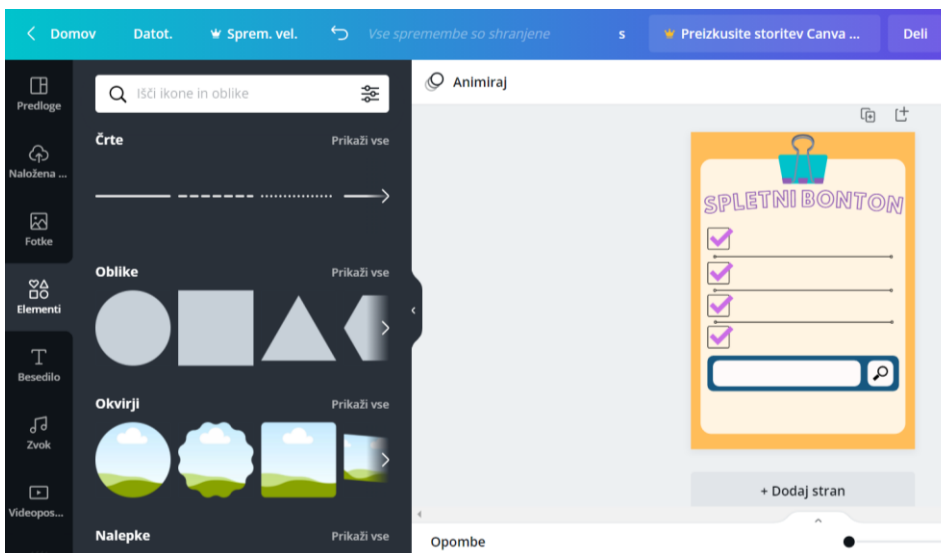 Domov Datot. Sprem. vel. Vse spremembe so shranjene s Preizkusite storitev Canva ... Deli
Predloge
Naložena ...
Fotke
Elementi
Besedilo
Zvok
Videopos...
Išči ikone in oblike
Črte Prikaži vse
Oblike Prikaži vse
Okvirji Prikaži vse
Nalepke Prikaži vse
Animiraj
SPLETNI BONTON
+ Dodaj stran
Opombe